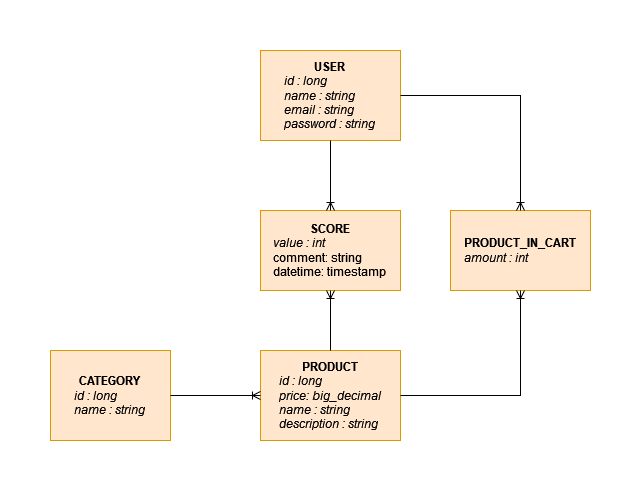 USER
id : long
name : string
email : string
password : string
SCORE
value : int
comment: string
datetime: timestamp
PRODUCT_IN_CART
amount : int
CATEGORY
id : long
name : string
PRODUCT
id : long
price: big_decimal
name : string
description : string